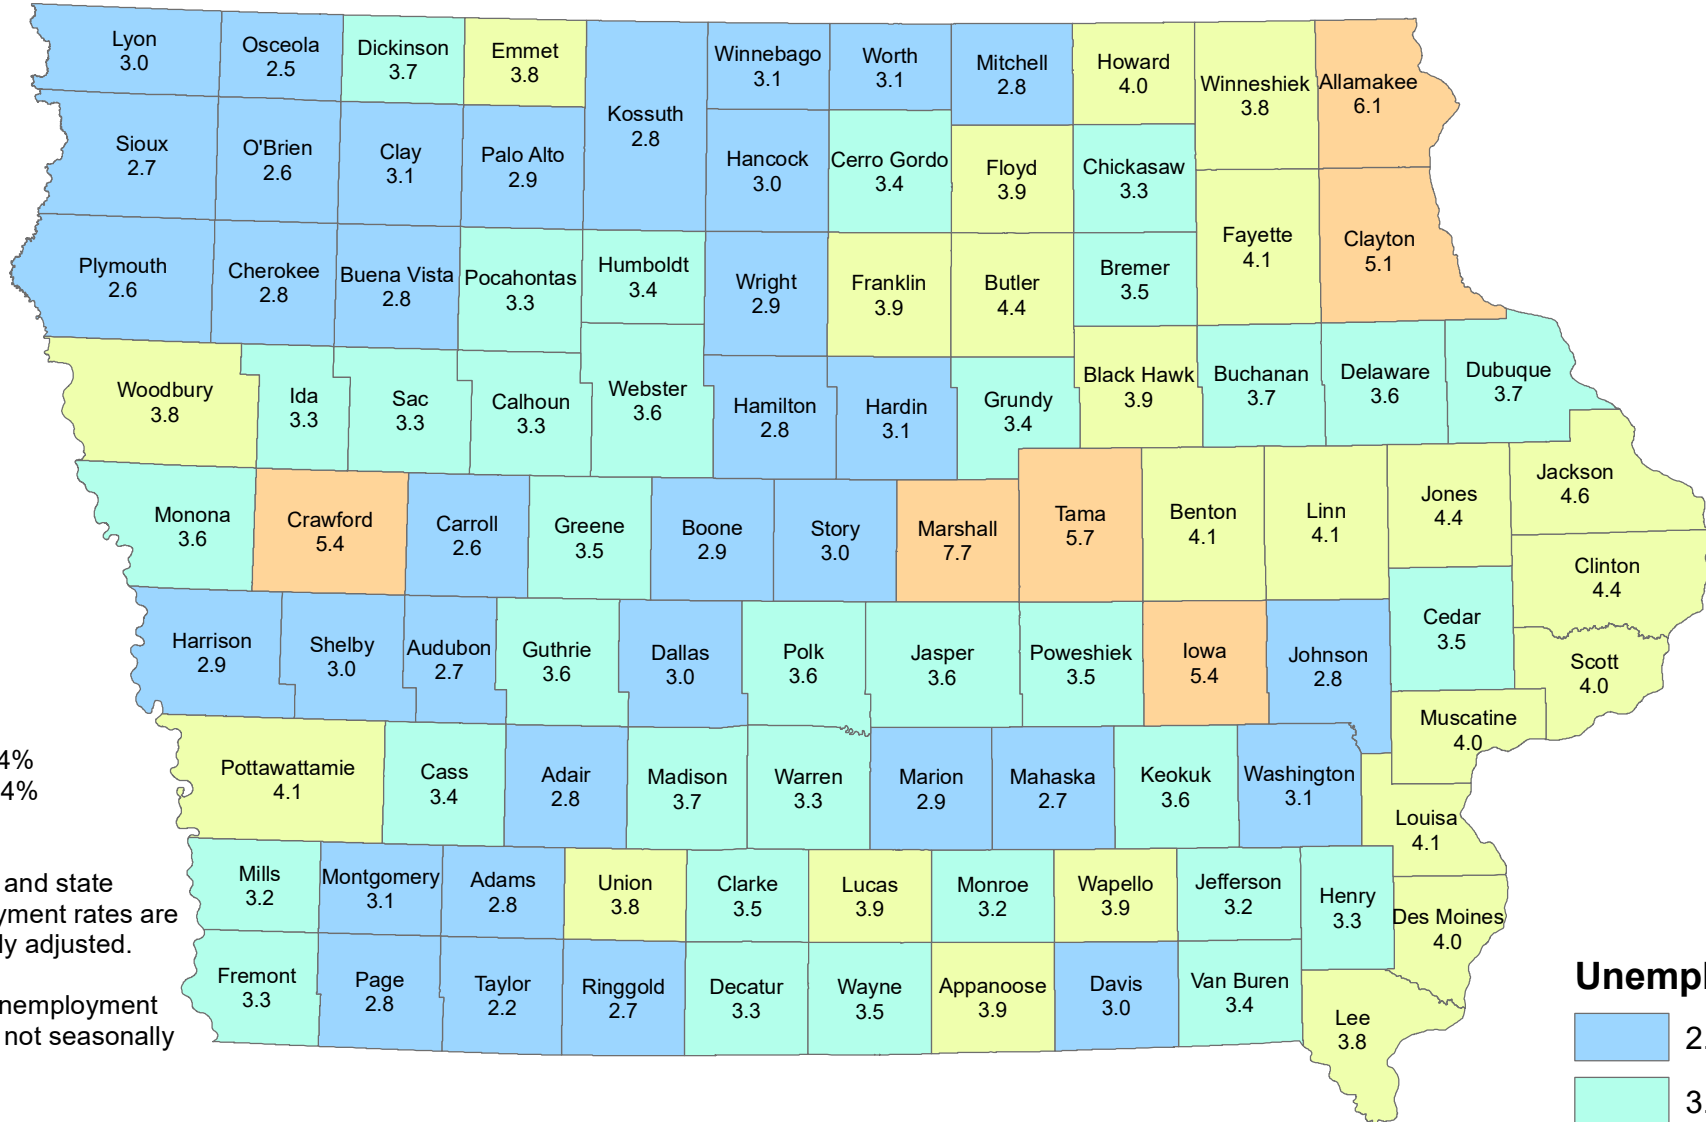 Lyon
3.0
Osceola
2.5
Dickinson
3.7
Emmet
3.8
Kossuth
2.8
Winnebago
3.1
Worth
3.1
Mitchell
2.8
Howard
4.0
Winneshiek
3.8
Allamakee
6.1
Sioux
2.7
O'Brien
2.6
Clay
3.1
Palo Alto
2.9
Hancock
3.0
Cerro Gordo
3.4
Floyd
3.9
Chickasaw
3.3
Plymouth
2.6
Cherokee
2.8
Buena Vista
2.8
Pocahontas
3.3
Humboldt
3.4
Wright
2.9
Franklin
3.9
Butler
4.4
Bremer
3.5
Fayette
4.1
Clayton
5.1
Woodbury
3.8
Ida
3.3
Sac
3.3
Calhoun
3.3
Webster
3.6
Hamilton
2.8
Hardin
3.1
Grundy
3.4
Black Hawk
3.9
Buchanan
3.7
Delaware
3.6
Dubuque
3.7
Monona
3.6
Crawford
5.4
Carroll
2.6
Greene
3.5
Boone
2.9
Story
3.0
Marshall
7.7
Tama
5.7
Benton
4.1
Linn
4.1
Jones
4.4
Jackson
4.6
Clinton
4.4
Harrison
2.9
Shelby
3.0
Audubon
2.7
Guthrie
3.6
Dallas
3.0
Polk
3.6
Jasper
3.6
Poweshiek
3.5
Iowa
5.4
Johnson
2.8
Cedar
3.5
Scott
4.0
Muscatine
4.0
4%
4%
Pottawattamie
4.1
Cass
3.4
Adair
2.8
Madison
3.7
Warren
3.3
Marion
2.9
Mahaska
2.7
Keokuk
3.6
Washington
3.1
Louisa
4.1
and state
yment rates are
ly adjusted.
Mills
3.2
Montgomery
3.1
Adams
2.8
Union
3.8
Clarke
3.5
Lucas
3.9
Monroe
3.2
Wapello
3.9
Jefferson
3.2
Henry
3.3
Des Moines
4.0
nemployment
not seasonally
Fremont
3.3
Page
2.8
Taylor
2.2
Ringgold
2.7
Decatur
3.3
Wayne
3.5
Appanoose
3.9
Davis
3.0
Van Buren
3.4
Lee
3.8
Unempl
2.
3.